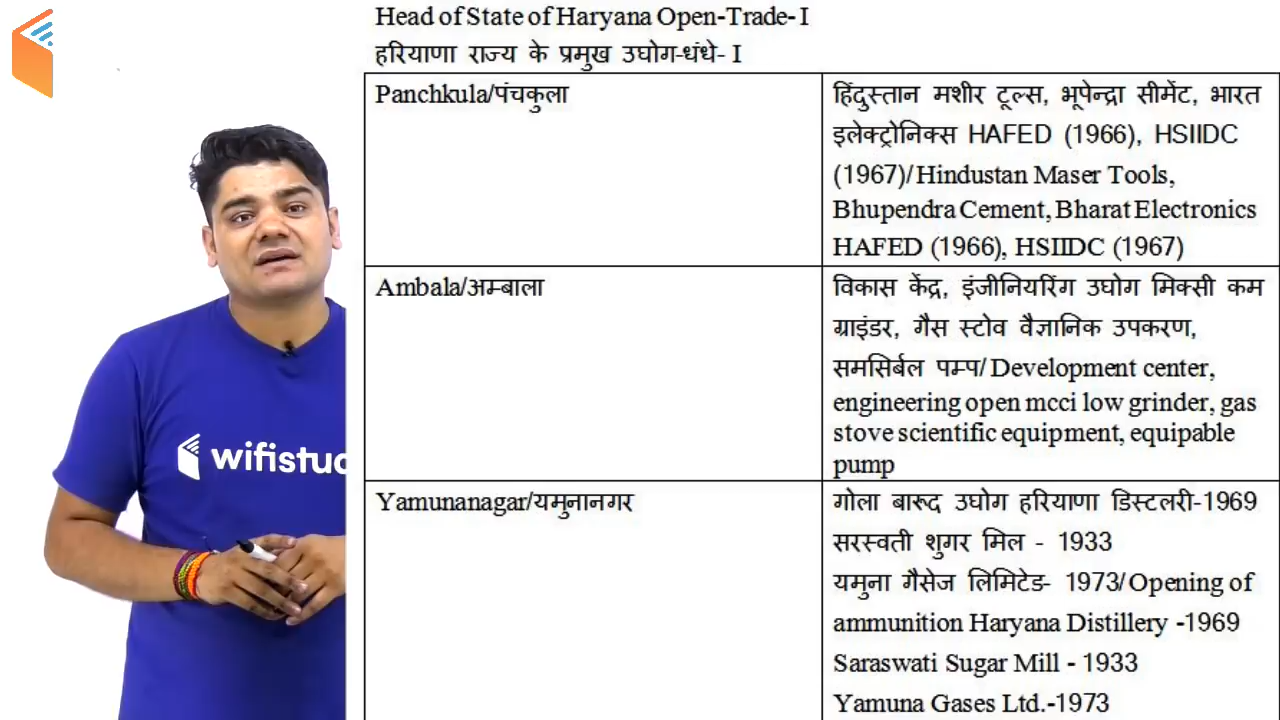 Head of State of Haryana Open-Trade- I
हरियाणा राज्य के प्रमुख उघोग-धंधे- I
Panchkula/पंचकुला
हिंदुस्तान मशीर टूल्स, भूपेन्द्रा सीमेंट, भारत
इलेक्ट्रोनिक्स HAFED (1966), HSIIDC
(1967)/ Hindustan Maser Tools,
Bhupendra Cement, Bharat Electronics
HAFED (1966), HSIIDC (1967)
Ambala/अम्बाला
विकास केंद्र, इंजीनियरिंग उघोग मिक्सी कम
ग्राइंडर, गैस स्टोव वैज्ञानिक उपकरण,
समसिर्बल पम्प/ Development center,
engineering open mcci low grinder, gas
stove scientific equipment, equipable
pump
Yamunanagar/यमुनानगर
गोला बारूद उघोग हरियाणा डिस्टलरी-1969
सरस्वती शुगर मिल - 1933
यमुना गैसेज लिमिटेड- 1973/ Opening of
ammunition Haryana Distillery -1969
Saraswati Sugar Mill - 1933
Yamuna Gases Ltd.-1973
wifistud